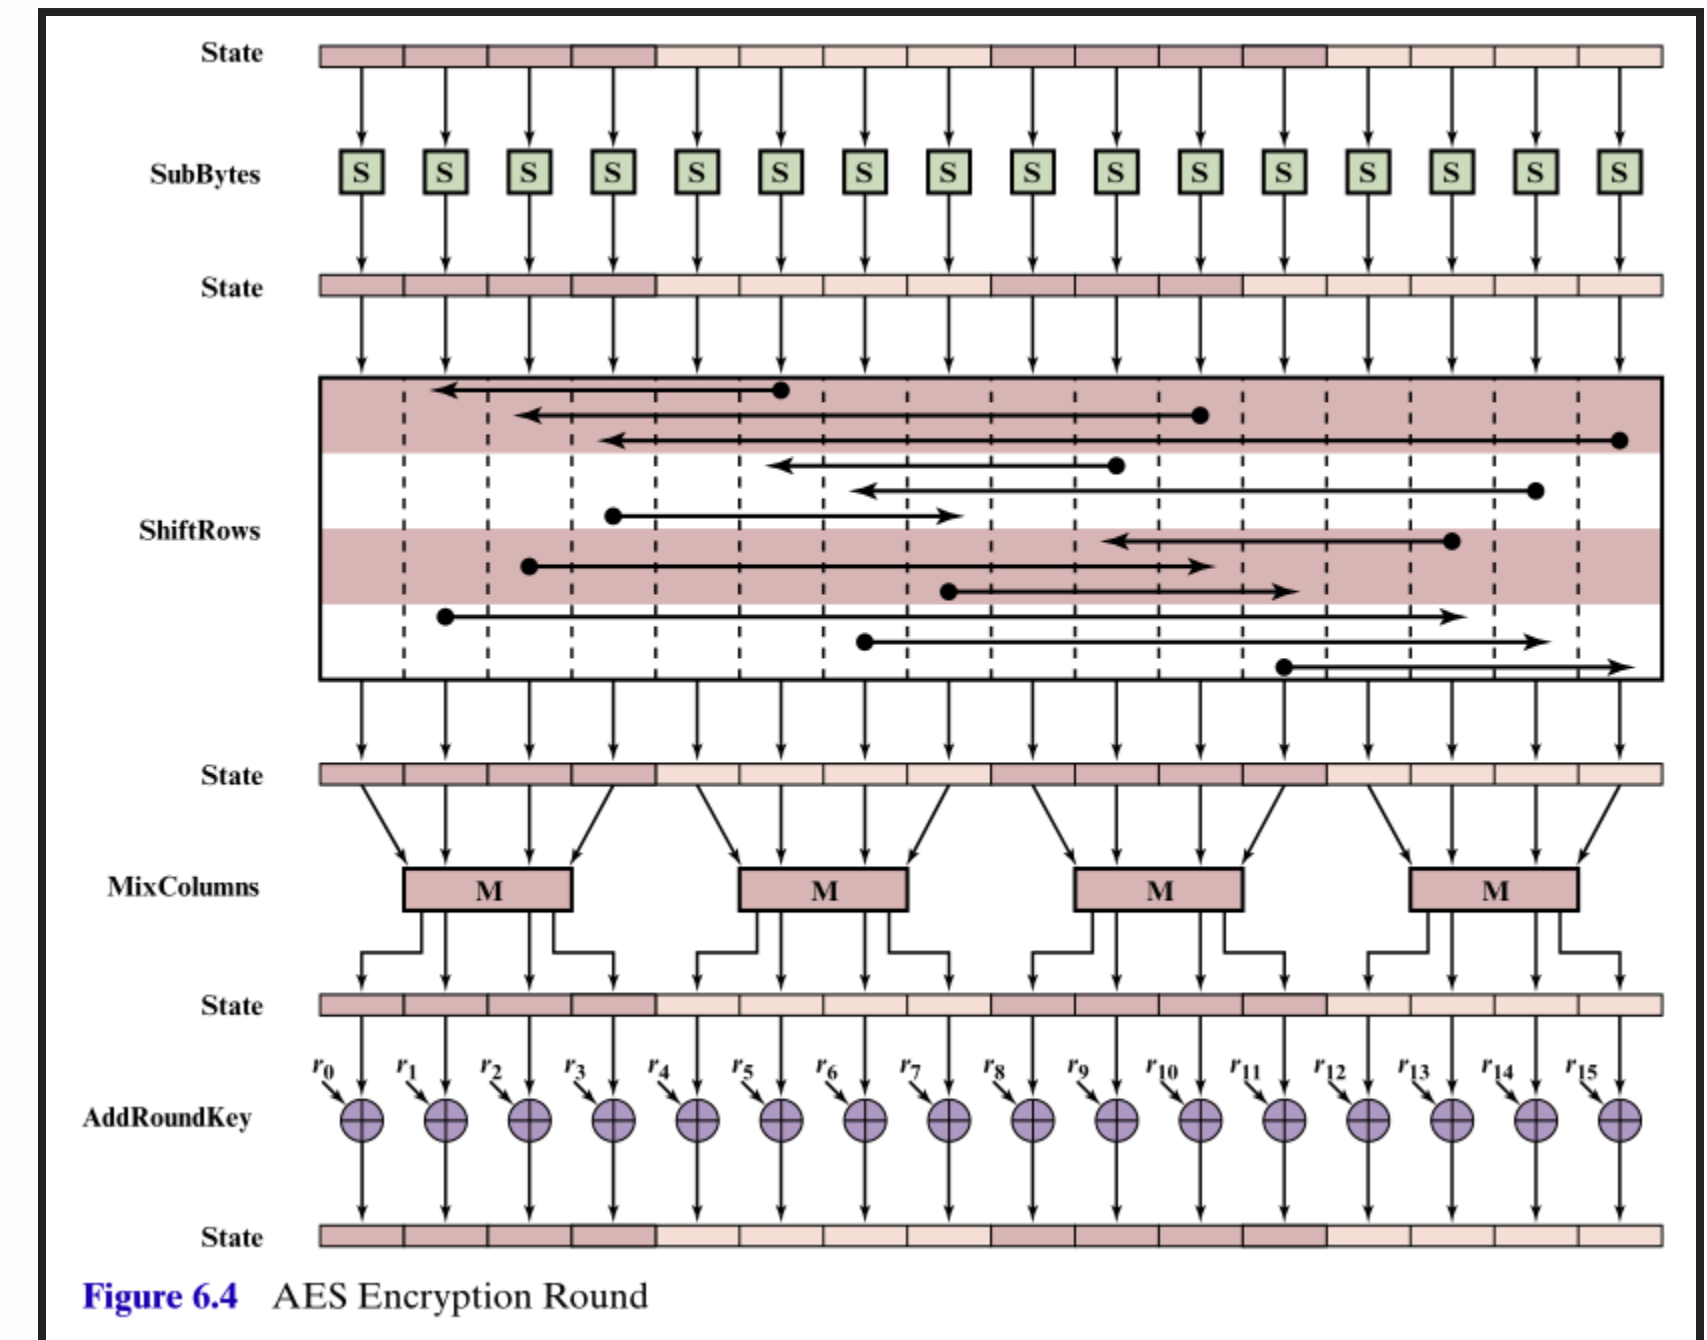 State
SubBytes S S S S S S S S S S S S S S S S
State
ShiftRows
State
MixColumns M M M M
State
r0 r1 r2 r3 r4 r5 r6 r7 r8 r9 r10 r11 r12 r13 r14 r15
AddRoundKey
State
Figure 6.4 AES Encryption Round